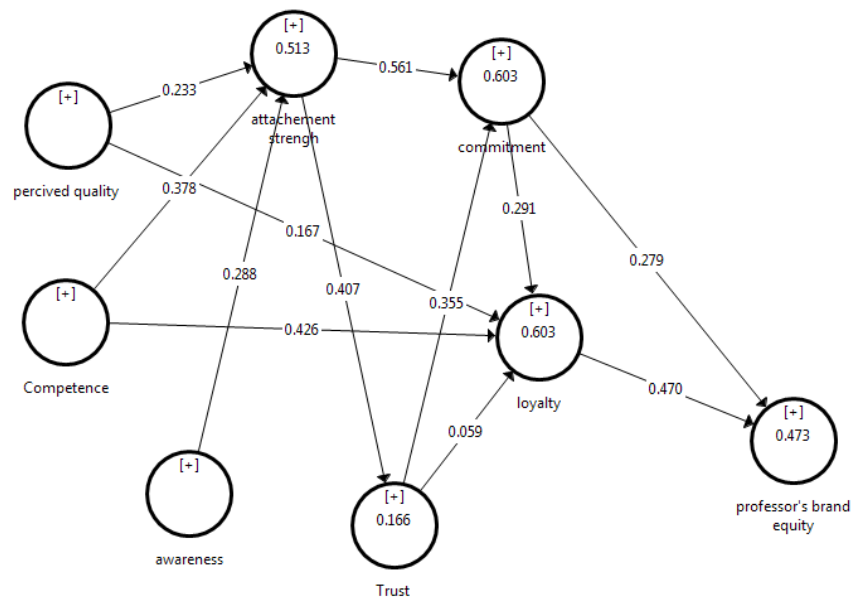 [+]
0.513
attachement
strengh
[+]
0.603
commitment
0.561
0.233
[+]
percived quality
0.378
0.167
0.291
0.288
0.407
0.355
0.279
[+]
Competence
0.426
[+]
0.603
loyalty
0.470
0.059
[+]
awareness
[+]
0.166
Trust
[+]
0.473
professor's brand
equity